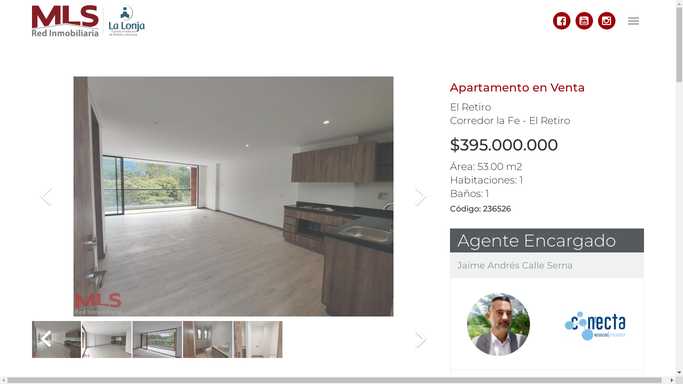 MLS
Red Inmobiliaria
La Lonja
Apartamento en Venta
El Retiro
Corredor la Fe - El Retiro
$395.000.000
Área: 53.00 m2
Habitaciones: 1
Baños: 1
Código: 236526
MLS
Red Inmobiliaria
Agente Encargado
Jaime Andrés Calle Serna
conecta